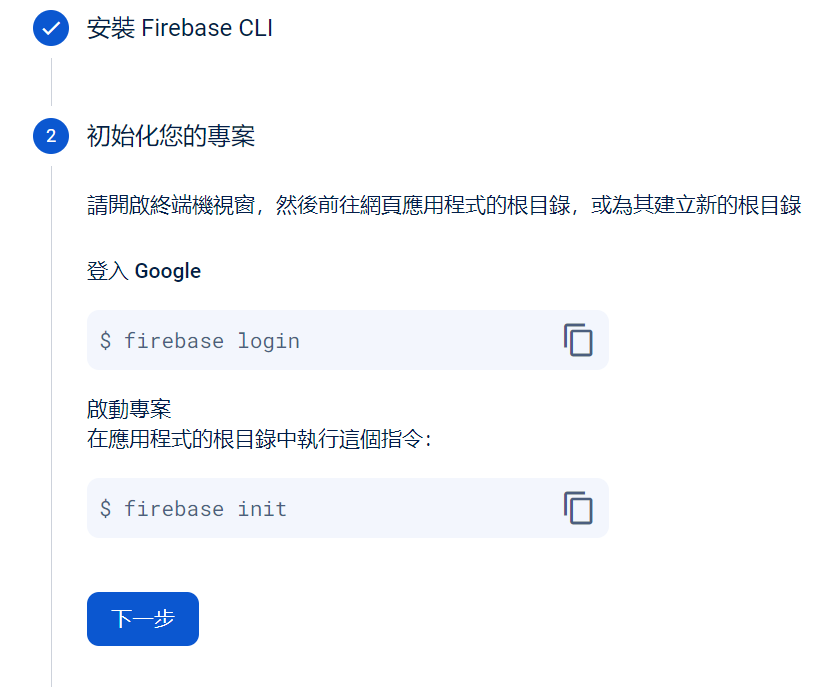 安裝 Firebase CLI
2 初始化您的專案
請開啟終端機視窗，然後前往網頁應用程式的根目錄，或為其建立新的根目錄
登入 Google
$ firebase login
啟動專案
在應用程式的根目錄中執行這個指令：
$ firebase init
下一步